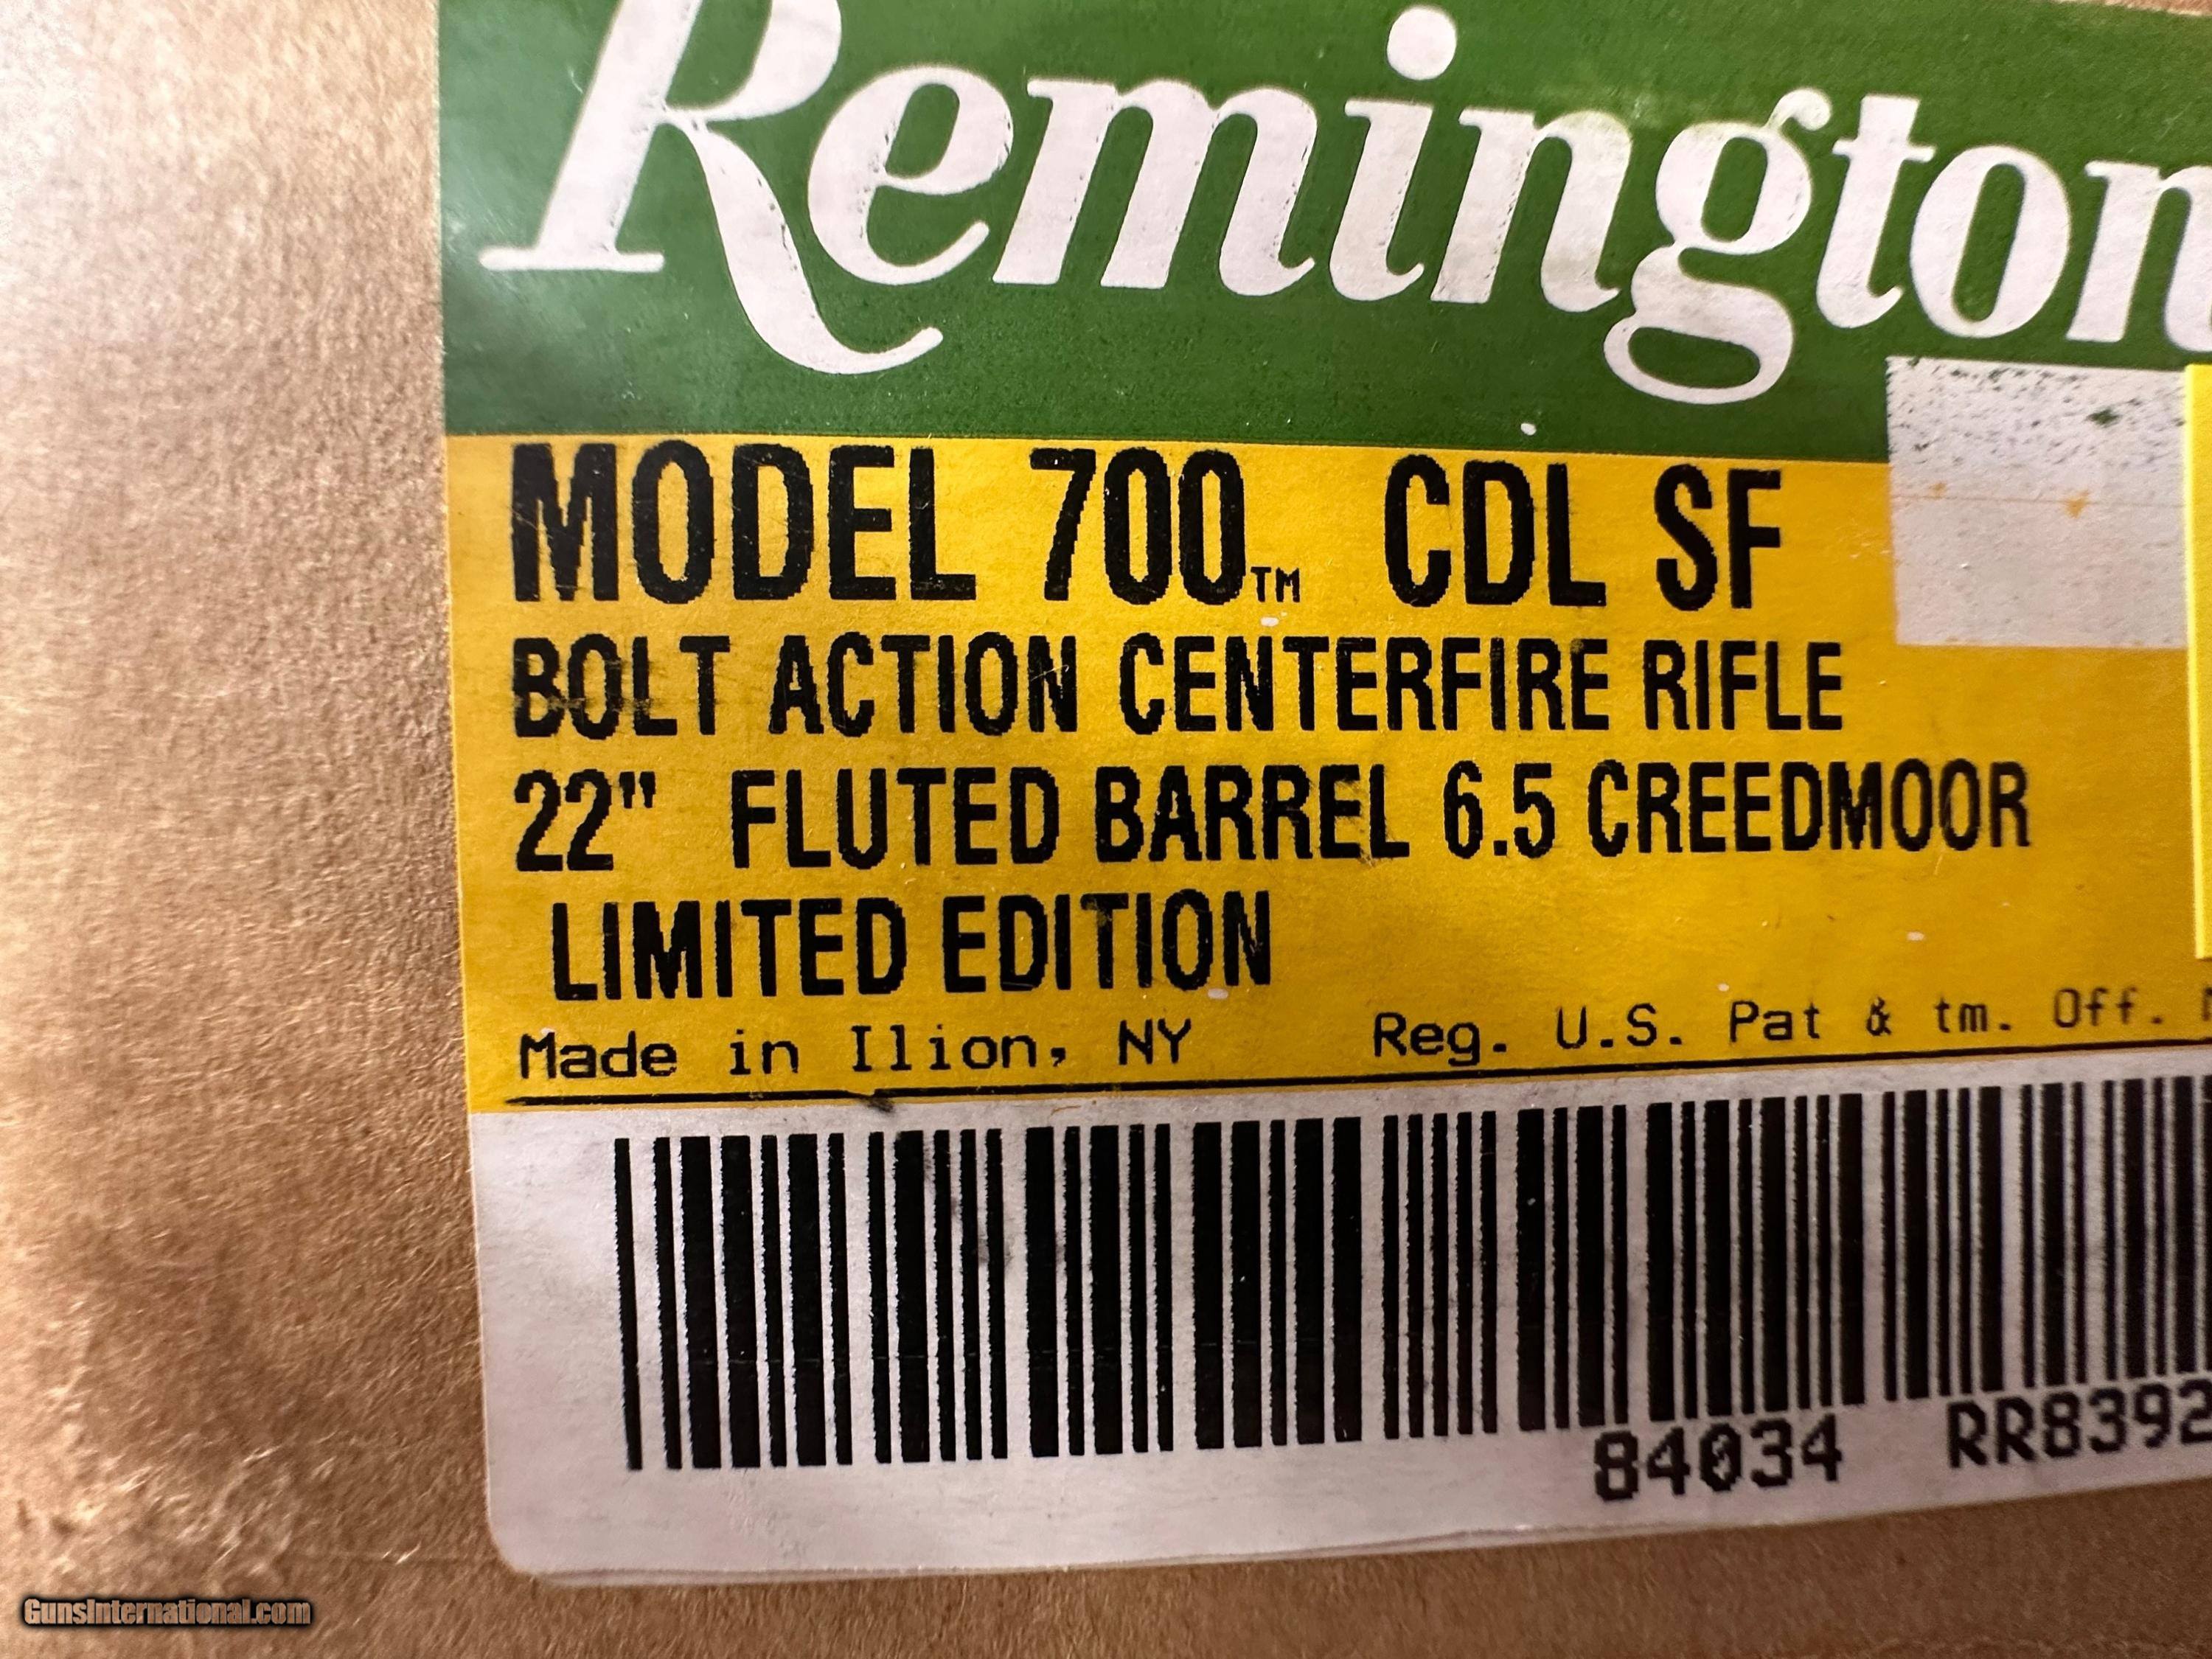 Remington
MODEL 700™ CDL SF
BOLT ACTION CENTERFIRE RIFLE
22" FLUTED BARREL 6.5 CREEDMOOR
LIMITED EDITION
Made in Ilion, NY Reg. U.S. Pat & tm. Off.
84034 RR8392
GunsInternational.com